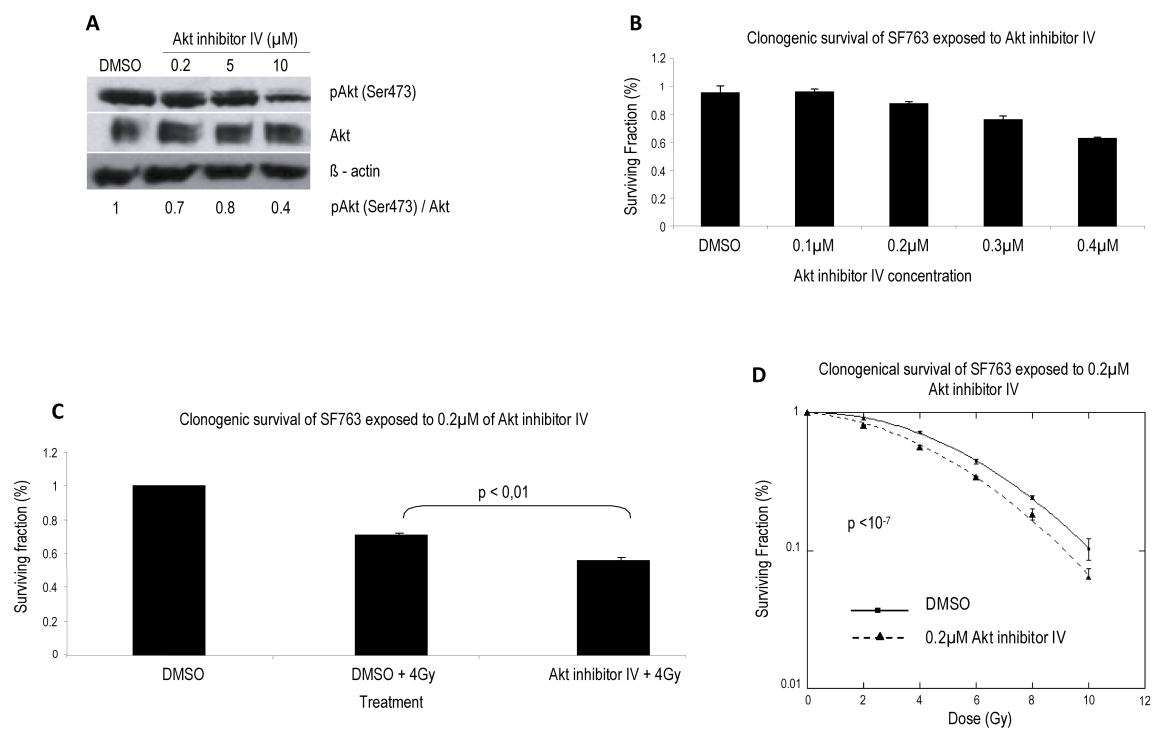 A
Akt inhibitor IV (µM)
DMSO 0.2 5 10
pAkt (Ser473)
Akt
ß - actin
1 0.7 0.8 0.4 pAkt (Ser473) / Akt
B
Clonogenic survival of SF763 exposed to Akt inhibitor IV
Surviving Fraction (%)
1.2
1
0.8
0.6
0.4
0.2
0
DMSO 0.1µM 0.2µM 0.3µM 0.4µM
Akt inhibitor IV concentration
C
Clonogenic survival of SF763 exposed to 0.2µM of Akt inhibitor IV
Surviving fraction (%)
1.2
1
0.8
0.6
0.4
0.2
0
p < 0,01
DMSO DMSO + 4Gy Akt inhibitor IV + 4Gy
Treatment
D
Clonogenical survival of SF763 exposed to 0.2µM
Akt inhibitor IV
Surviving Fraction (%)
1
0.1
0.01
p <10-7
DMSO
0.2µM Akt inhibitor IV
0 2 4 6 8 10 12
Dose (Gy)